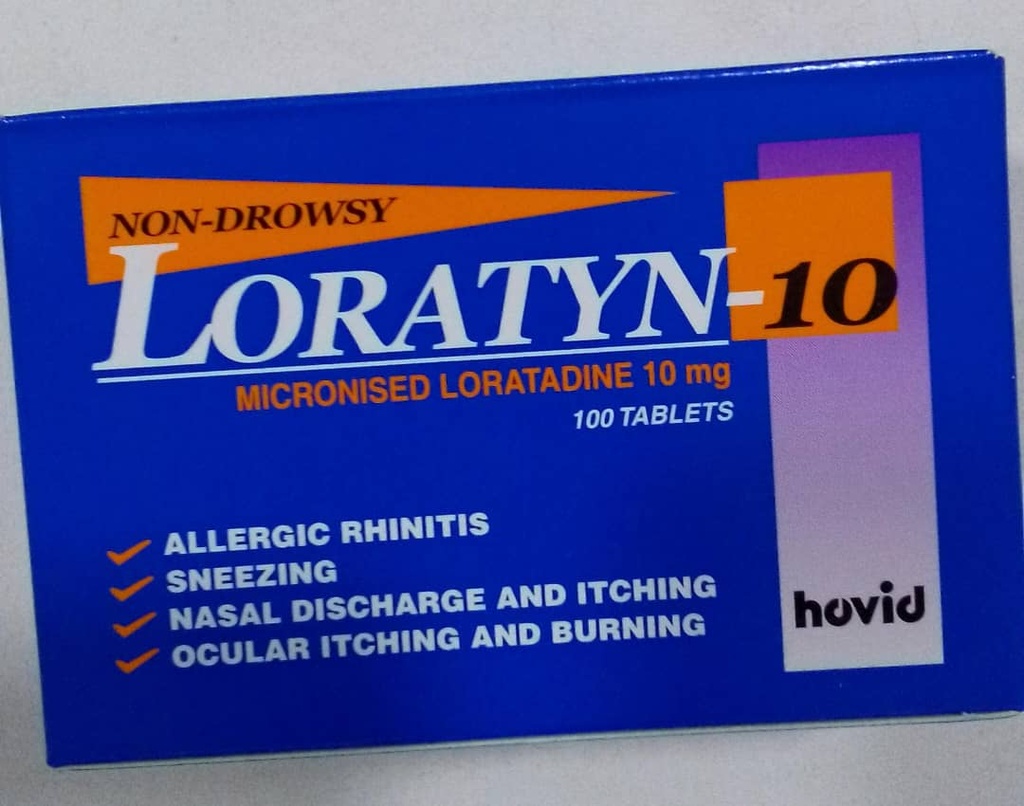 NON-DROWSY
LORATYN-10
MICRONISED LORATADINE 10 mg
100 TABLETS
ALLERGIC RHINITIS
SNEEZING
NASAL DISCHARGE AND ITCHING
OCULAR ITCHING AND BURNING
hovid